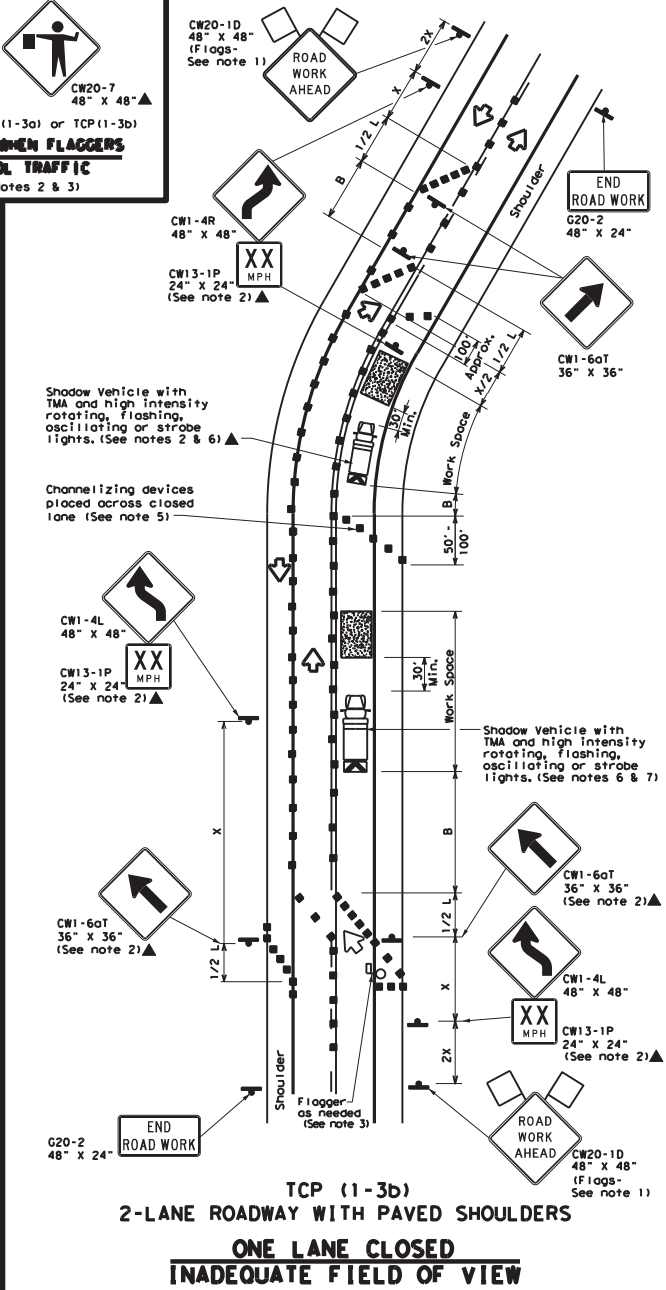 CW20-7
48" X 48"▲
(1-3a) or TCP(1-3b)
WHEN FLAGGERS
OL TRAFFIC
otes 2 & 3)
CW20-1D
48" X 48"
(Flags-
See note 1)
ROAD
WORK
AHEAD
2X
X
1/2 L
B
Shoulder
END
ROAD WORK
G20-2
48" X 24"
CW1-4R
48" X 48"
XX
MPH
CW13-1P
24" X 24"
(See note 2)▲
CW1-6aT
36" X 36"
100'
Approx.
1/2 L
X/2
30'
Min.
Work Space
B
50' -
100'
Shadow Vehicle with
TMA and high intensity
rotating, flashing,
oscillating or strobe
lights. (See notes 2 & 6)▲
Channelizing devices
placed across closed
lane (See note 5)
CW1-4L
48" X 48"
XX
MPH
CW13-1P
24" X 24"
(See note 2)▲
X
30'
Min.
Work Space
Shadow Vehicle with
TMA and high intensity
rotating, flashing,
oscillating or strobe
lights. (See notes 6 & 7)
B
CW1-6aT
36" X 36"
(See note 2)▲
1/2 L
CW1-6aT
36" X 36"
(See note 2)▲
1/2 L
X
CW1-4L
48" X 48"
XX
MPH
CW13-1P
24" X 24"
(See note 2)▲
2X
Shoulder
Flagger
as needed
(See note 3)
END
ROAD WORK
G20-2
48" X 24"
ROAD
WORK
AHEAD
CW20-1D
48" X 48"
(Flags-
See note 1)
TCP (1-3b)
2-LANE ROADWAY WITH PAVED SHOULDERS
ONE LANE CLOSED
INADEQUATE FIELD OF VIEW